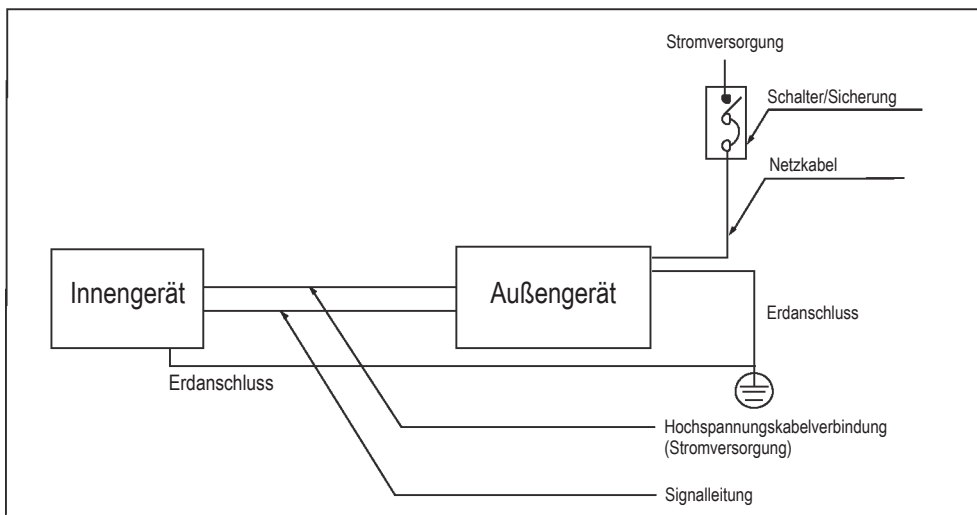 Stromversorgung
Schalter/Sicherung
Netzkabel
Innengerät
Außengerät
Erdanschluss
Erdanschluss
Hochspannungskabelverbindung
(Stromversorgung)
Signalleitung